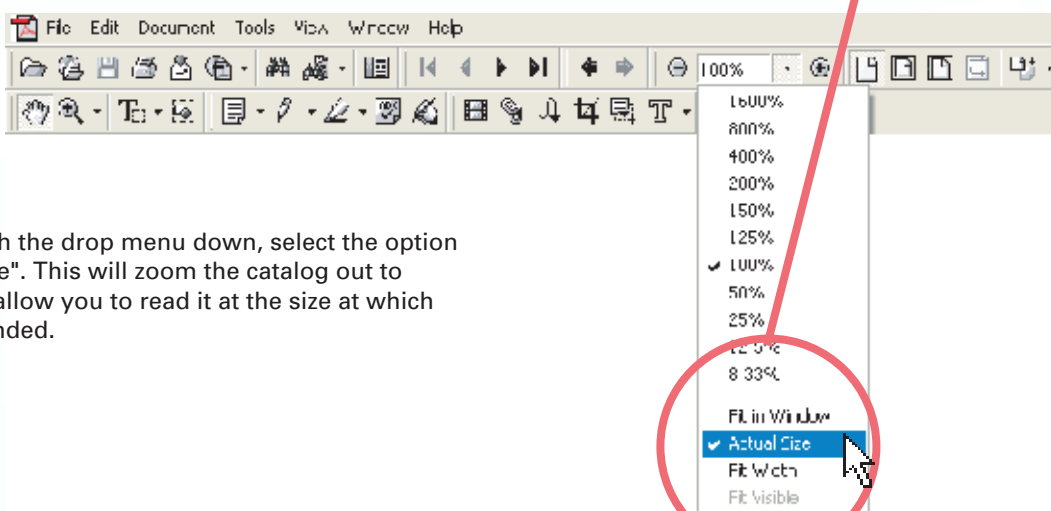 File Edit Document Tools View Window Help
100%
1600%
800%
400%
200%
150%
125%
100%
50%
25%
12.5%
8.33%
Fit in Window
Actual Size
Fit Width
Fit Visible
h the drop menu down, select the option
e". This will zoom the catalog out to
allow you to read it at the size at which
nded.